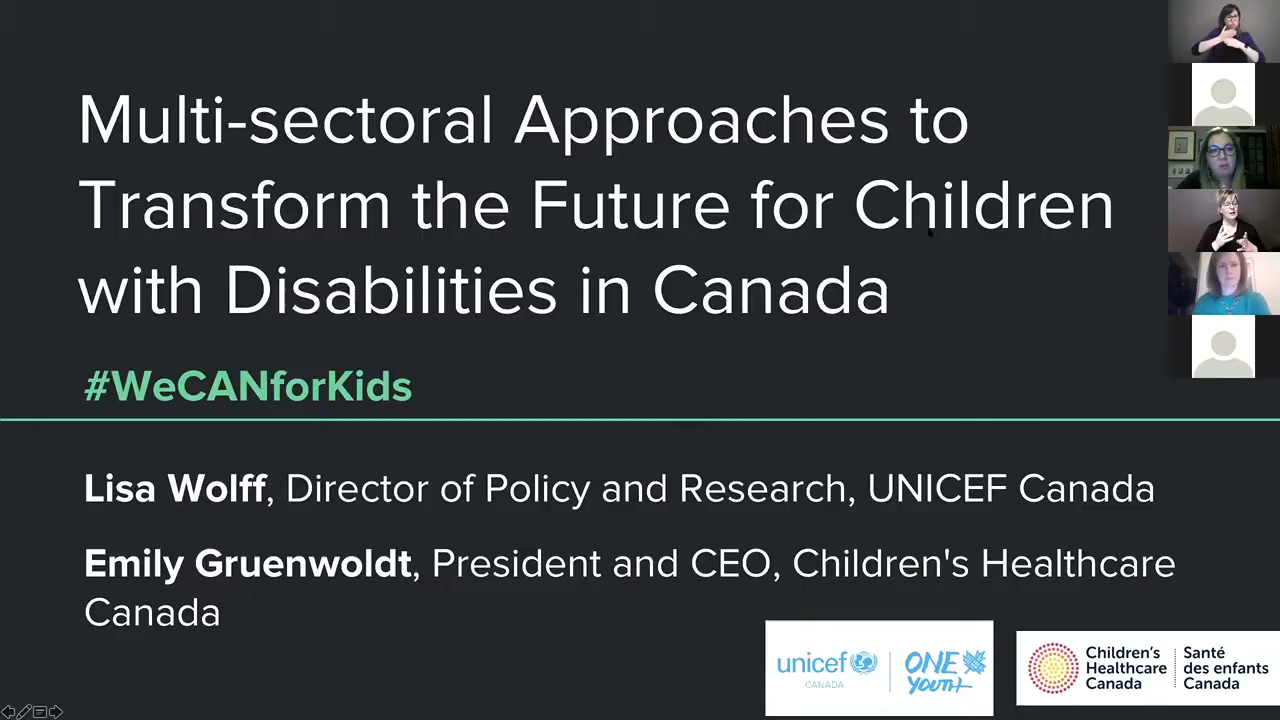 Multi-sectoral Approaches to
Transform the Future for Children
with Disabilities in Canada
#WeCANforKids
Lisa Wolff, Director of Policy and Research, UNICEF Canada
Emily Gruenwoldt, President and CEO, Children's Healthcare
Canada
unicef
CANADA
ONE
YOUTH
Children's
Healthcare
Canada
Santé
des enfants
Canada